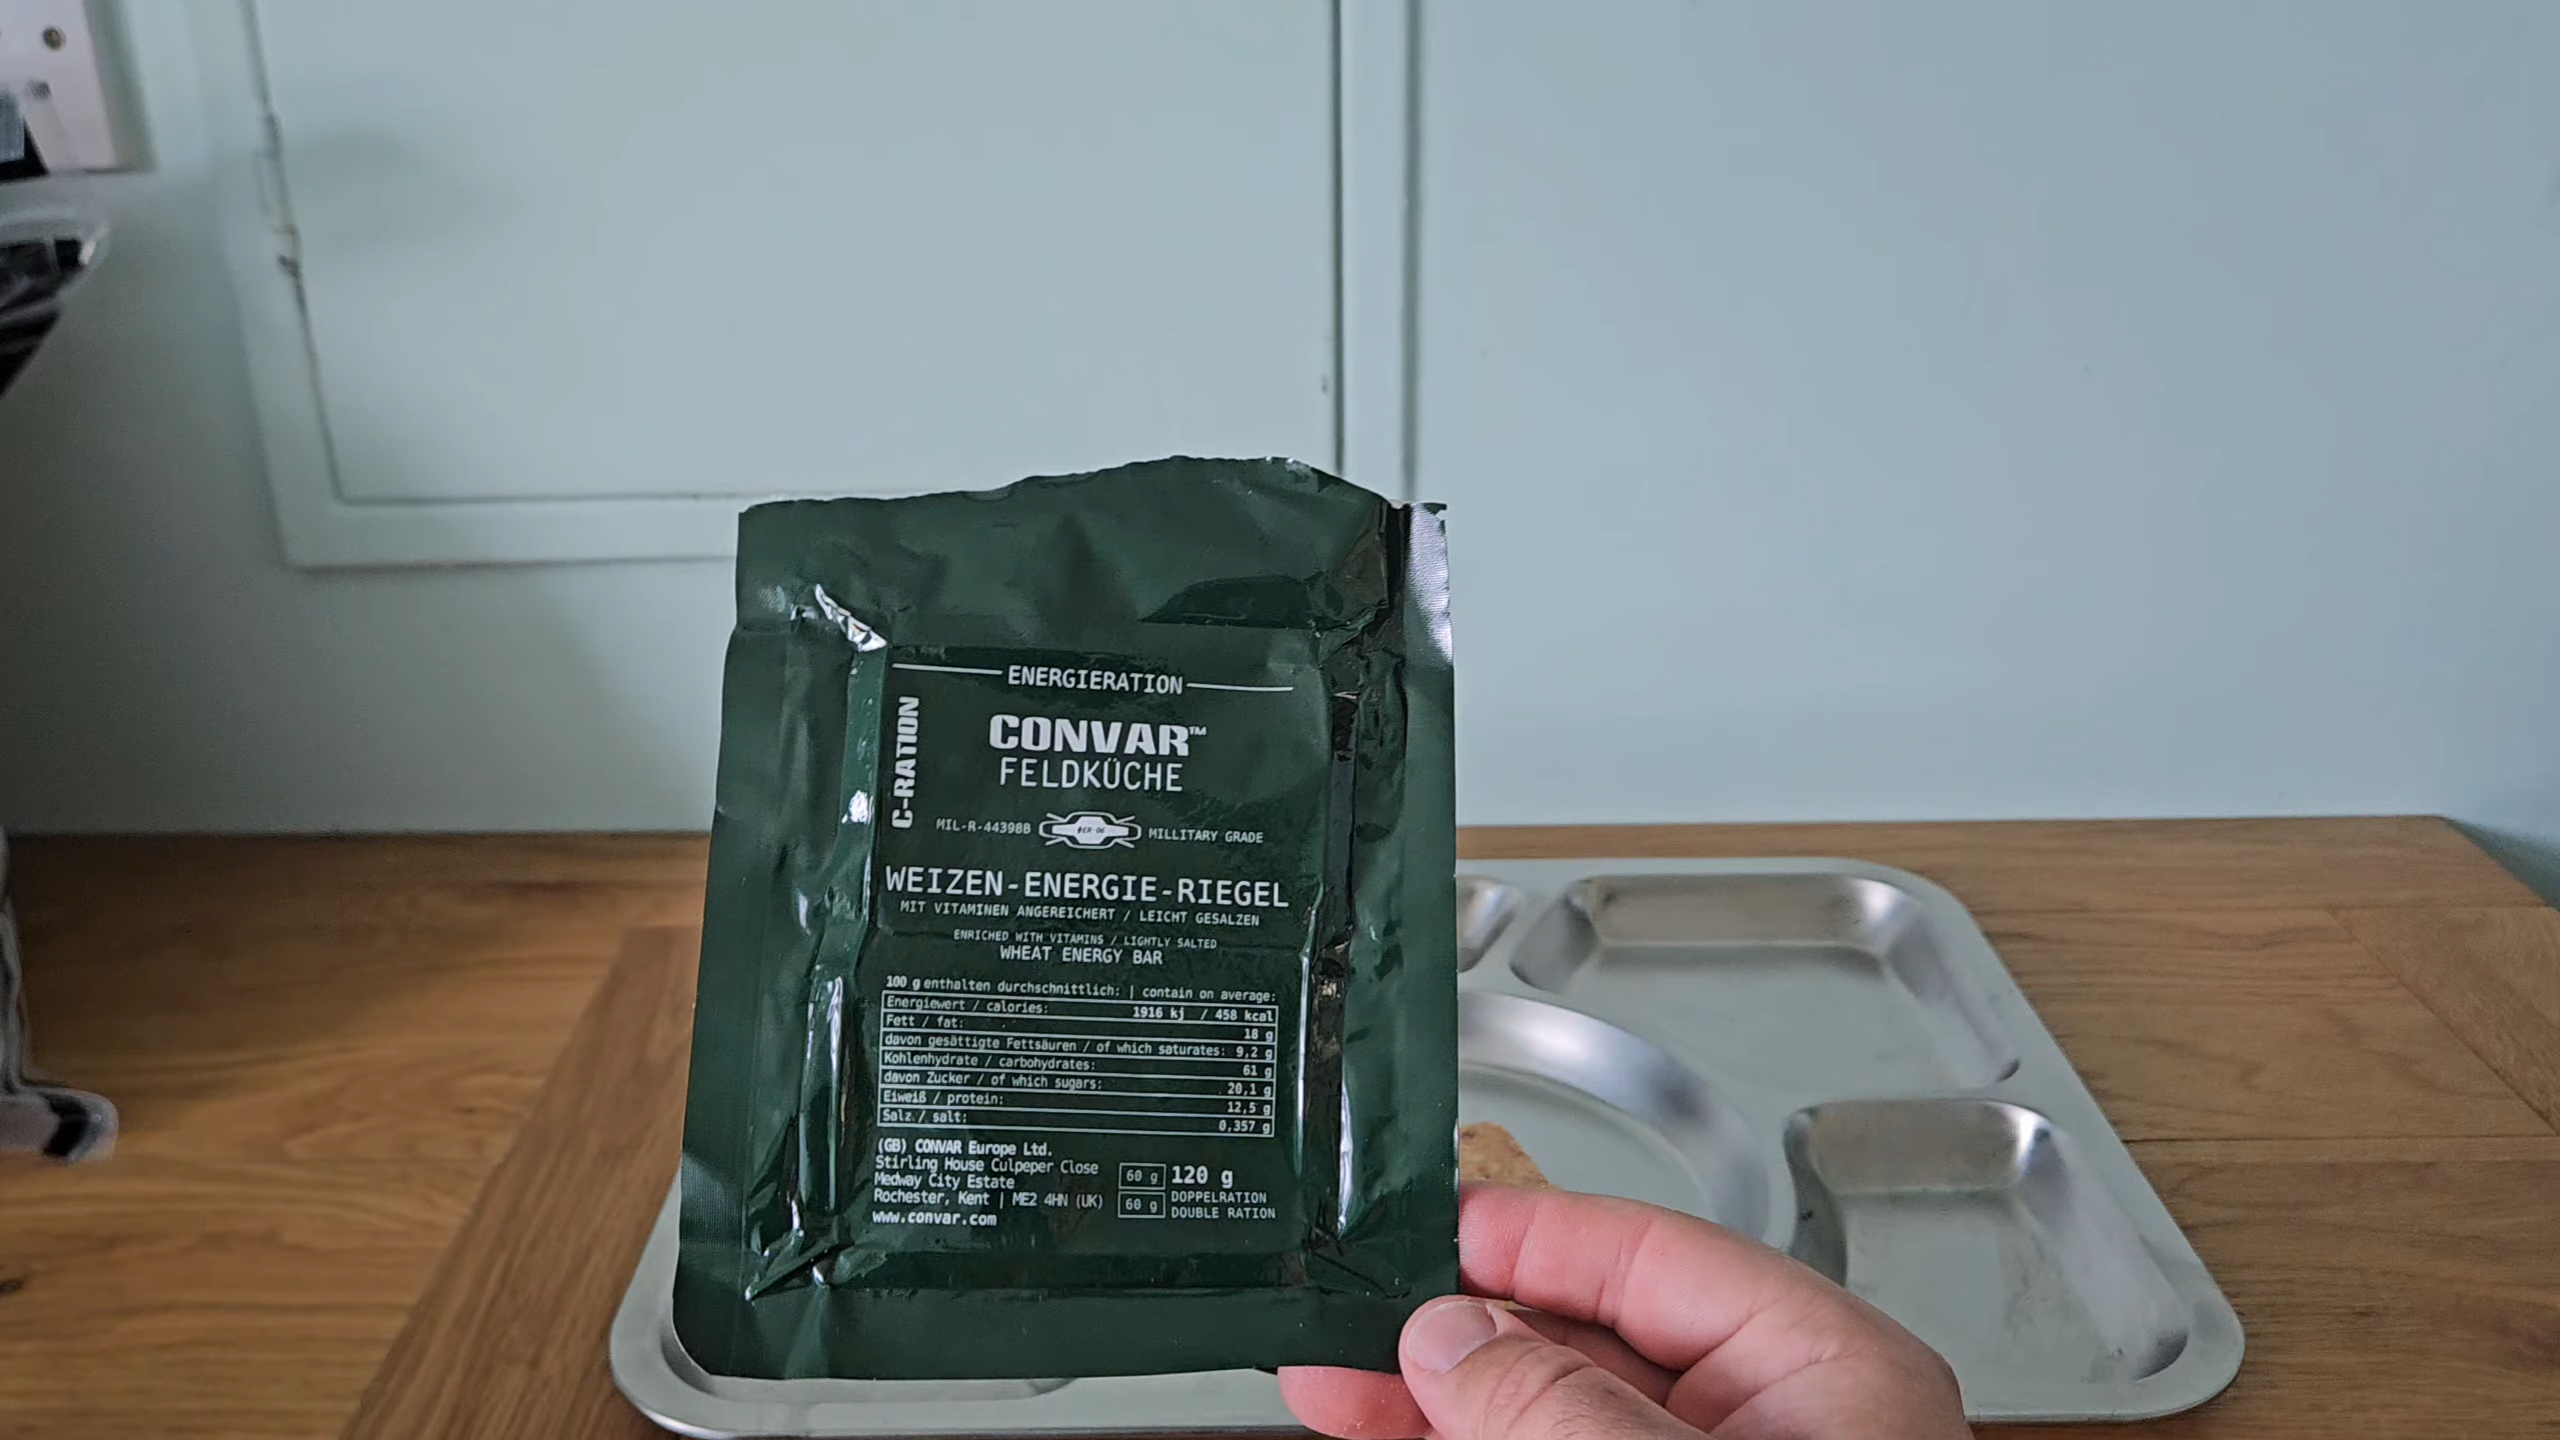 ENERGIERATION
C-RATION
CONVAR™
FELDKÜCHE
MIL-R-44398B
MILLITARY GRADE
WEIZEN-ENERGIE-RIEGEL
MIT VITAMINEN ANGEREICHERT / LEICHT GESALZEN
ENRICHED WITH VITAMINS / LIGHTLY SALTED
WHEAT ENERGY BAR
100 g enthalten durchschnittlich: | contain on average:
Energiewert / calories: 1916 kj / 458 kcal
Fett / fat: 18 g
davon gesättigte Fettsäuren / of which saturates: 9,2 g
Kohlenhydrate / carbohydrates: 61 g
davon Zucker / of which sugars: 20,1 g
Eiweiß / protein: 12,5 g
Salz / salt: 0,357 g
(GB) CONVAR Europe Ltd.
Stirling House Culpeper Close
Medway City Estate
Rochester, Kent | ME2 4HN (UK)
www.convar.com
60 g 120 g
60 g DOPPELRATION
DOUBLE RATION